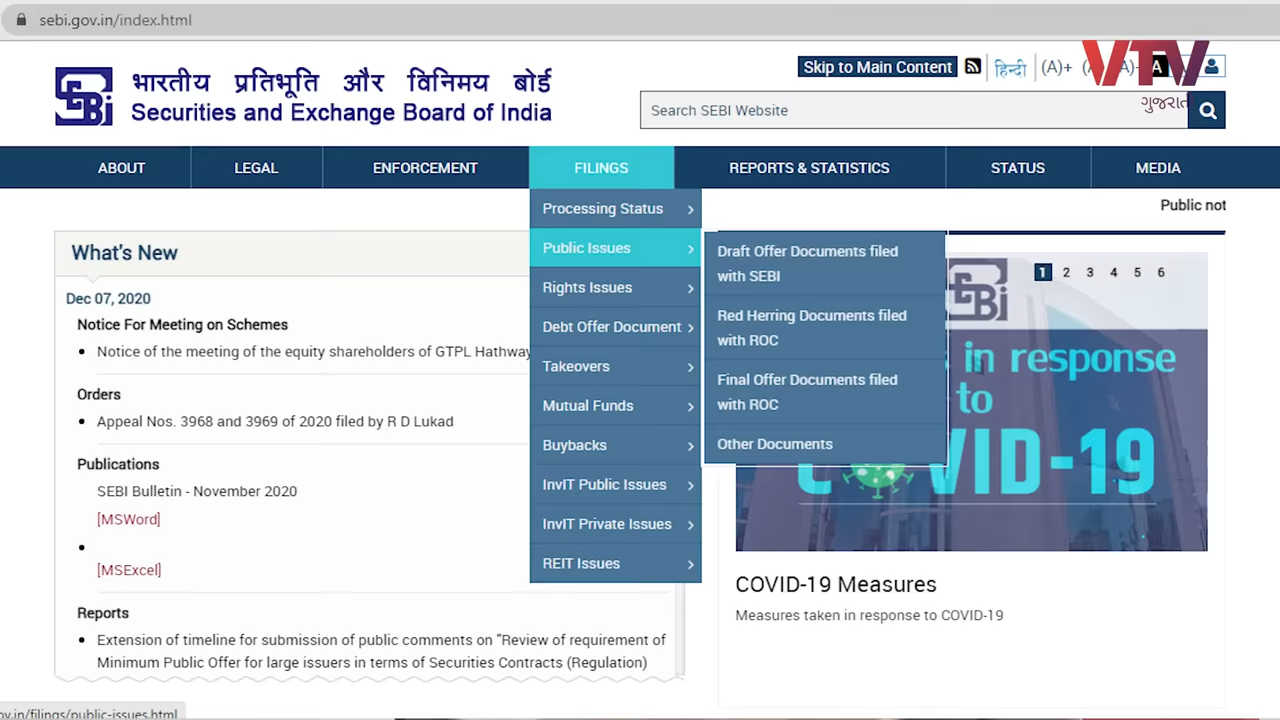 sebi.gov.in/index.html
SEBI
भारतीय प्रतिभूति और विनिमय बोर्ड
Securities and Exchange Board of India
Skip to Main Content
हिन्दी
(A)+
A
VTV
ગુજરાતી
Search SEBI Website
ABOUT
LEGAL
ENFORCEMENT
FILINGS
REPORTS & STATISTICS
STATUS
MEDIA
Public not
What's New
Dec 07, 2020
Notice For Meeting on Schemes
Notice of the meeting of the equity shareholders of GTPL Hathway
Orders
Appeal Nos. 3968 and 3969 of 2020 filed by R D Lukad
Publications
SEBI Bulletin - November 2020
[MSWord]
[MSExcel]
Reports
Extension of timeline for submission of public comments on "Review of requirement of
Minimum Public Offer for large issuers in terms of Securities Contracts (Regulation)
Processing Status
Public Issues
Rights Issues
Debt Offer Document
Takeovers
Mutual Funds
Buybacks
InvIT Public Issues
InvIT Private Issues
REIT Issues
Draft Offer Documents filed
with SEBI
Red Herring Documents filed
with ROC
Final Offer Documents filed
with ROC
Other Documents
1 2 3 4 5 6
in response
to
COVID-19
COVID-19 Measures
Measures taken in response to COVID-19
ov.in/filings/public-issues.html